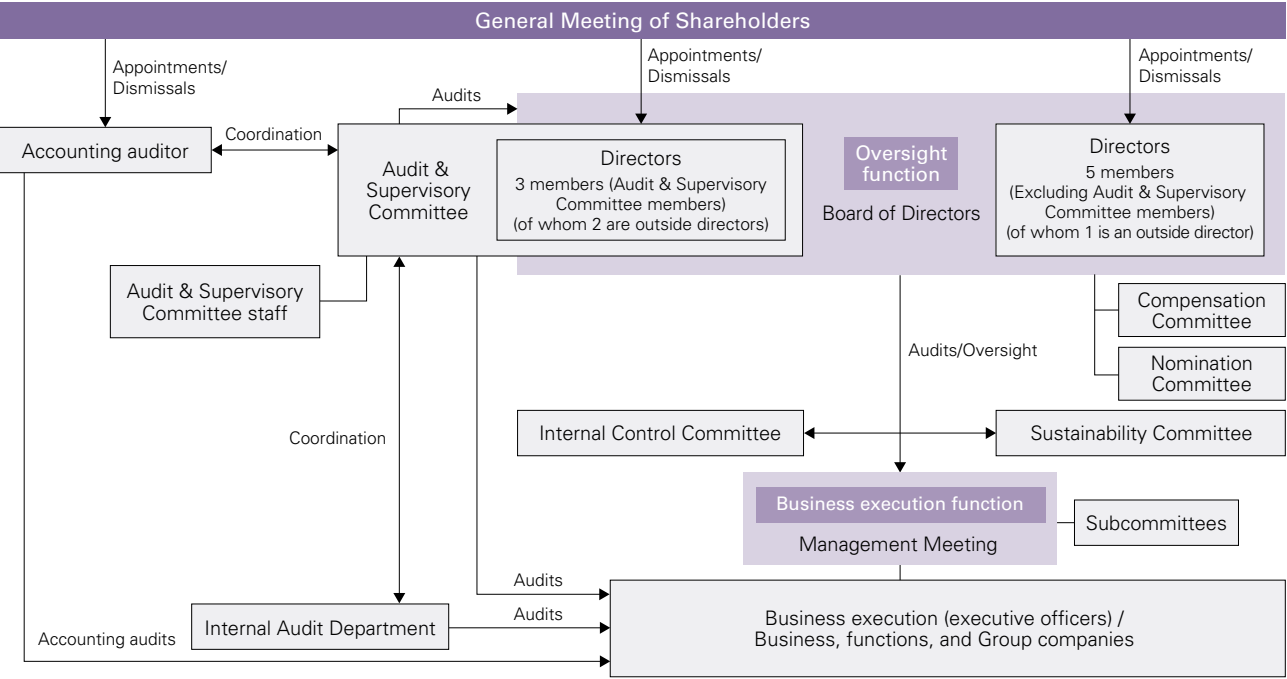 General Meeting of Shareholders
Appointments/
Dismissals
Appointments/
Dismissals
Appointments/
Dismissals
Audits
Accounting auditor
Coordination
Audit &
Supervisory
Committee
Directors
3 members (Audit & Supervisory
Committee members)
(of whom 2 are outside directors)
Oversight
function
Board of Directors
Directors
5 members
(Excluding Audit & Supervisory
Committee members)
(of whom 1 is an outside director)
Audit & Supervisory
Committee staff
Compensation
Committee
Audits/Oversight
Nomination
Committee
Coordination
Internal Control Committee
Sustainability Committee
Business execution function
Management Meeting
Subcommittees
Audits
Internal Audit Department
Audits
Accounting audits
Business execution (executive officers) /
Business, functions, and Group companies